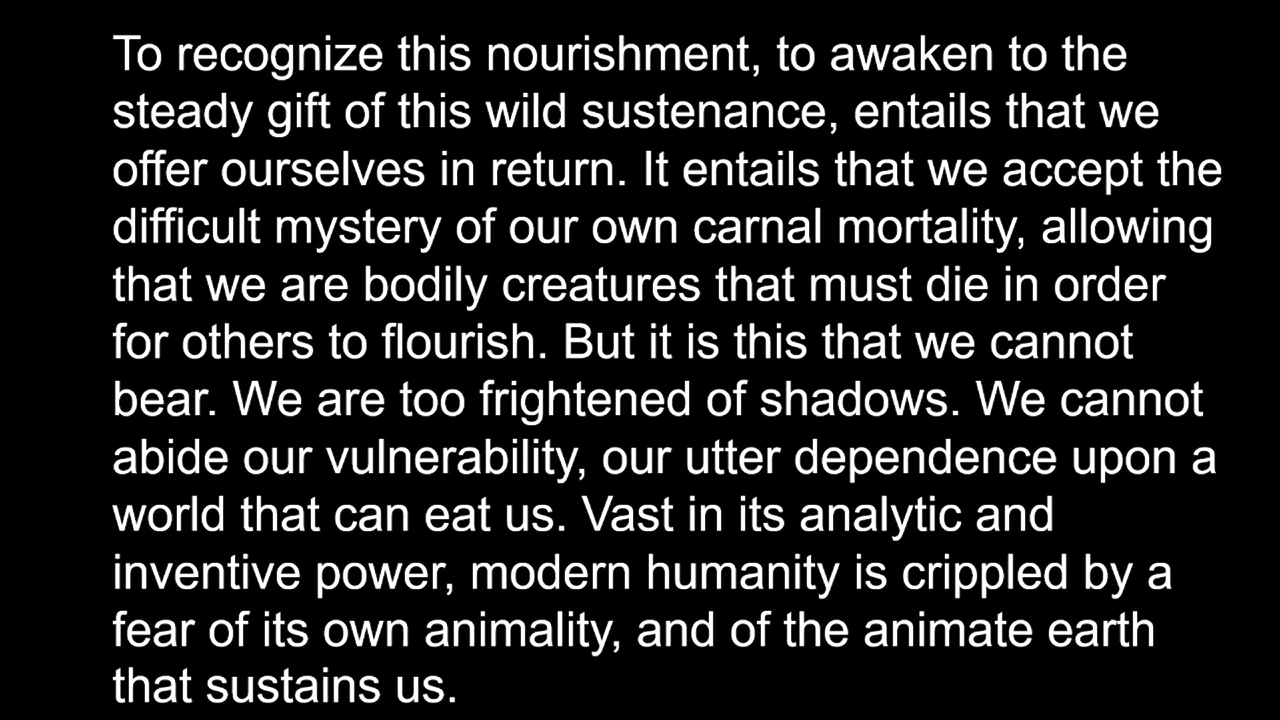 To recognize this nourishment, to awaken to the
steady gift of this wild sustenance, entails that we
offer ourselves in return. It entails that we accept the
difficult mystery of our own carnal mortality, allowing
that we are bodily creatures that must die in order
for others to flourish. But it is this that we cannot
bear. We are too frightened of shadows. We cannot
abide our vulnerability, our utter dependence upon a
world that can eat us. Vast in its analytic and
inventive power, modern humanity is crippled by a
fear of its own animality, and of the animate earth
that sustains us.